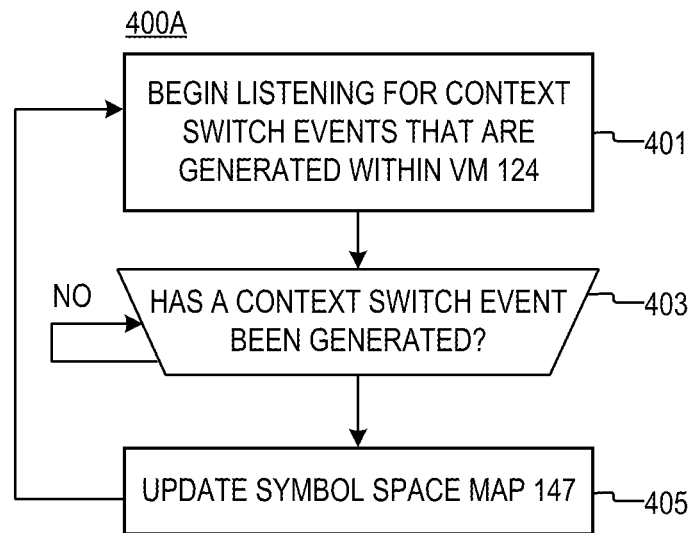 400A
BEGIN LISTENING FOR CONTEXT
SWITCH EVENTS THAT ARE
GENERATED WITHIN VM 124
401
NO
HAS A CONTEXT SWITCH EVENT
BEEN GENERATED?
403
UPDATE SYMBOL SPACE MAP 147
405